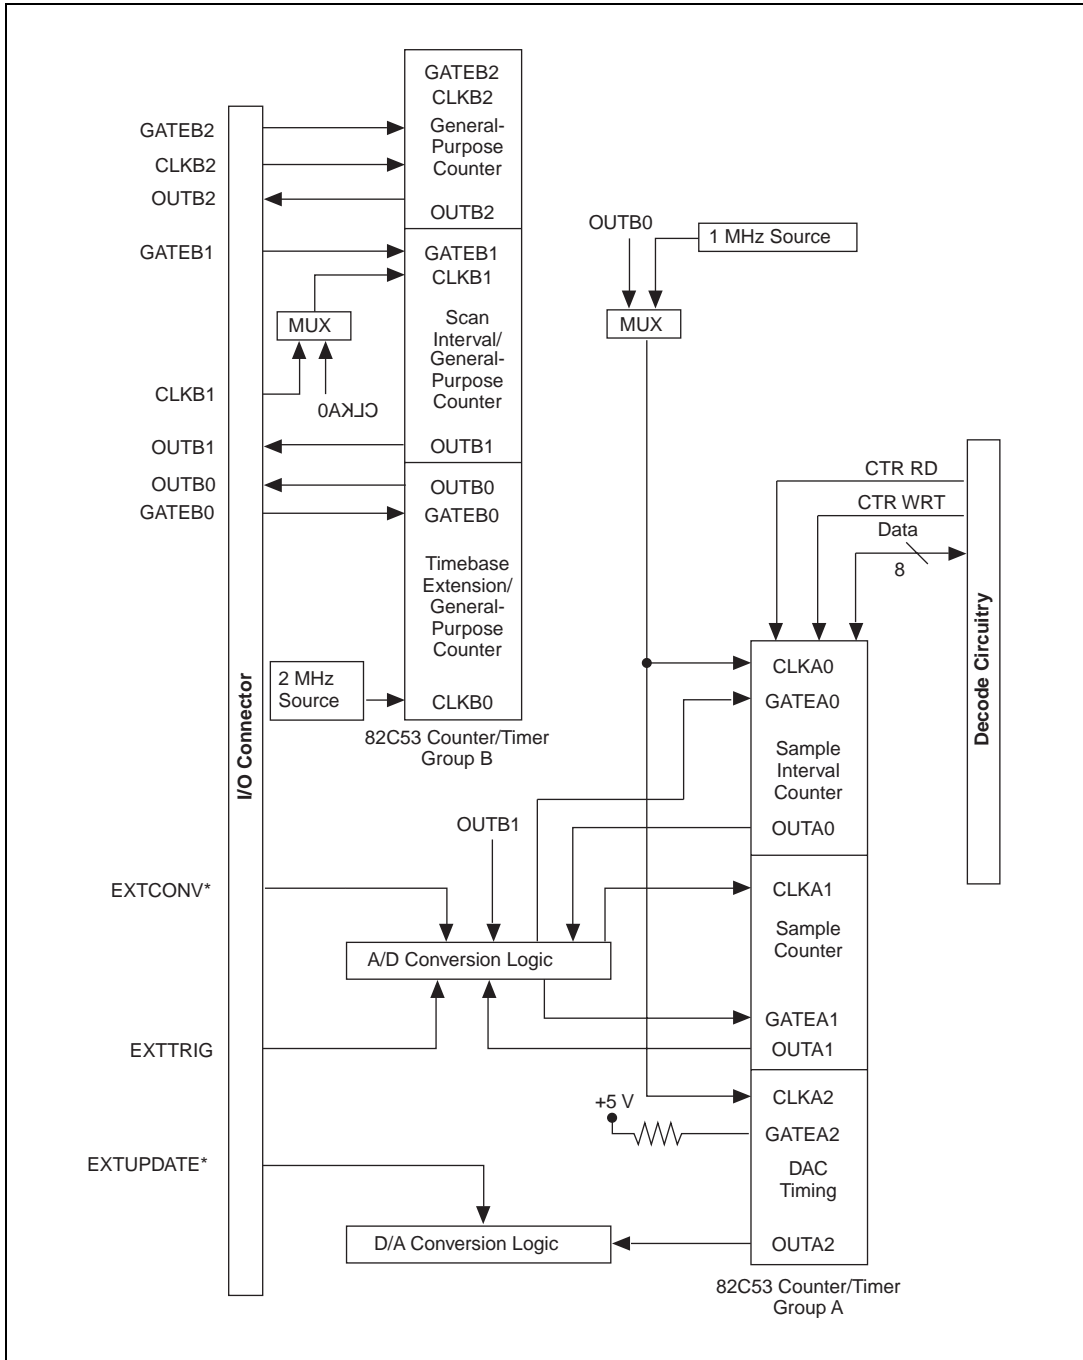 GATEB2
CLKB2
OUTB2
GATEB1
CLKB1
OUTB1
OUTB0
GATEB0
EXTCONV*
EXTTRIG
EXTUPDATE*
I/O Connector
GATEB2
CLKB2
General-
Purpose
Counter
OUTB2
GATEB1
CLKB1
Scan
Interval/
General-
Purpose
Counter
OUTB1
MUX
CLKA0
OUTB0
GATEB0
Timebase
Extension/
General-
Purpose
Counter
CLKB0
2 MHz
Source
82C53 Counter/Timer
Group B
OUTB0
1 MHz Source
MUX
CTR RD
CTR WRT
Data
8
Decode Circuitry
CLKA0
GATEA0
Sample
Interval
Counter
OUTA0
CLKA1
Sample
Counter
GATEA1
OUTA1
CLKA2
GATEA2
DAC
Timing
OUTA2
82C53 Counter/Timer
Group A
OUTB1
A/D Conversion Logic
+5 V
D/A Conversion Logic